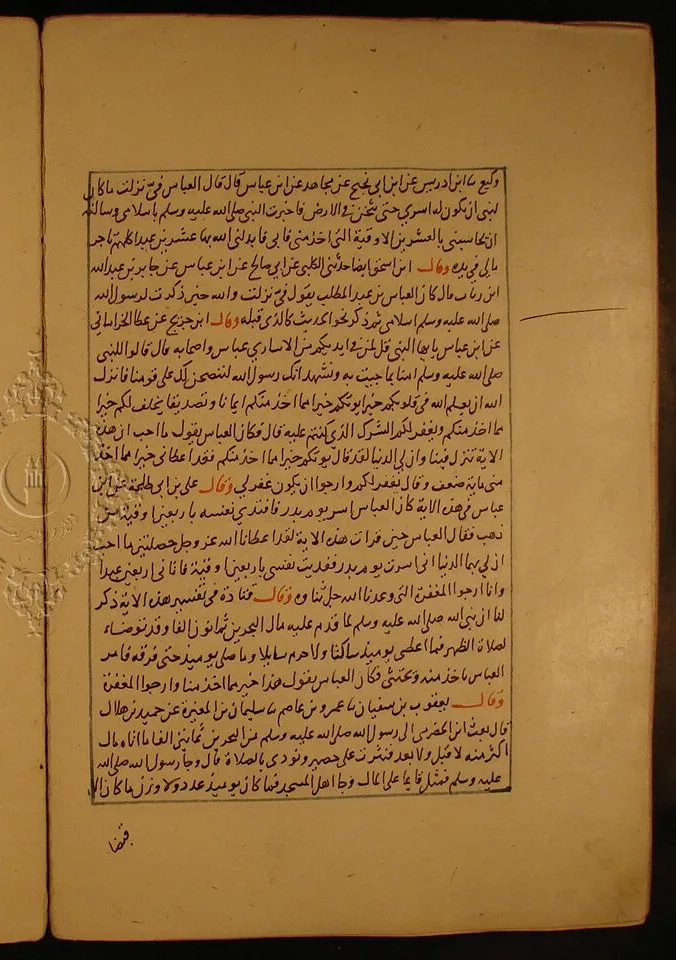 وكيع سا ابن ادريس عن ابن ابي نجيح عن مجاهد عن ابن عباس قال قال العباس في نزلت ما كان
لنبي ان يكون له اسرى حتى يثخن في الارض فاخبرت النبي صلى الله عليه وسلم باسلامي وسالته
ان يحاسبني بالعشرين الاوقية التي اخذ مني فابى فابدلني الله بها عشرين عبدا كلهم تاجر
مالي في يده وقال ابن اسحق ايضا حدثني الكلبي عن ابي صالح عن ابن عباس عن جابر بن عبد الله
ابن رباب قال كان العباس بن عبد المطلب يقول في نزلت والله حين ذكرت لرسول الله
صلى الله عليه وسلم اسلامي ثم ذكر نحو الحديث كالذي قبله وقال ابن جريج عن عطا الخراساني
عن ابن عباس يا ايها النبي قل لمن في ايديكم من الاسارى عباس واصحابه قال قالوا للنبي
صلى الله عليه وسلم امنا بما جيت به ونشهد انك رسول الله لننصحن لك على قومنا فانزل
الله ان يعلم الله في قلوبكم خيرا يوتكم خيرا مما اخذ منكم ايمانا وتصديقا يخلف لكم خيرا
مما اخذ منكم ويغفر لكم الشرك الذي كنتم عليه قال فكان العباس يقول ما احب ان هذه
الاية لم تنزل فينا وان لي الدنيا لقد قال يوتكم خيرا مما اخذ منكم فقد اعطاني خيرا مما اخذ
مني ماية ضعف وقال يغفر لكم وارجوا ان يكون غفر لي وقال علي بن ابي طلحة عن ابن
عباس في هذه الاية كان العباس اسر يوم بدر فافتدى نفسه باربعين اوقية من
ذهب فقال العباس حين قرات هذه الاية لقد اعطانا الله عز وجل خصلتين ما احب
ان لي بهما الدنيا اني اسرت يوم بدر ففديت نفسي باربعين اوقية فاتاني اربعين عبدا
وانا ارجوا المغفرة التي وعدنا الله جل ثناوه وقال قتادة في تفسير هذه الاية ذكر
لنا ان نبي الله صلى الله عليه وسلم لما قدم عليه مال البحرين ثمانون الفا وقد توضاء
لصلاة الظهر فما اعطى يوميذ ساكتا ولا حرم سايلا وما صلى يوميذ حتى فرقه فامر
العباس ياخذ منه وتحتثي فكان العباس يقول هذا خير مما اخذ منا وارجوا المغفرة
وقال يعقوب بن سفيان سا عمرو بن عاصم سا سليمان بن المغيرة عن حميد بن هلال
قال بعث ابن الحضرمي الى رسول الله صلى الله عليه وسلم من البحرين ثمانين الفا ما اتاه مال
اكثر منه لا قبل ولا بعد فنثرت على حصير ونودي بالصلاة قال وجا رسول الله صلى الله
عليه وسلم فمثل قايما على المال وجا اهل المسجد فما كان يوميذ عدد ولا وزن ما كان الا
قبضا